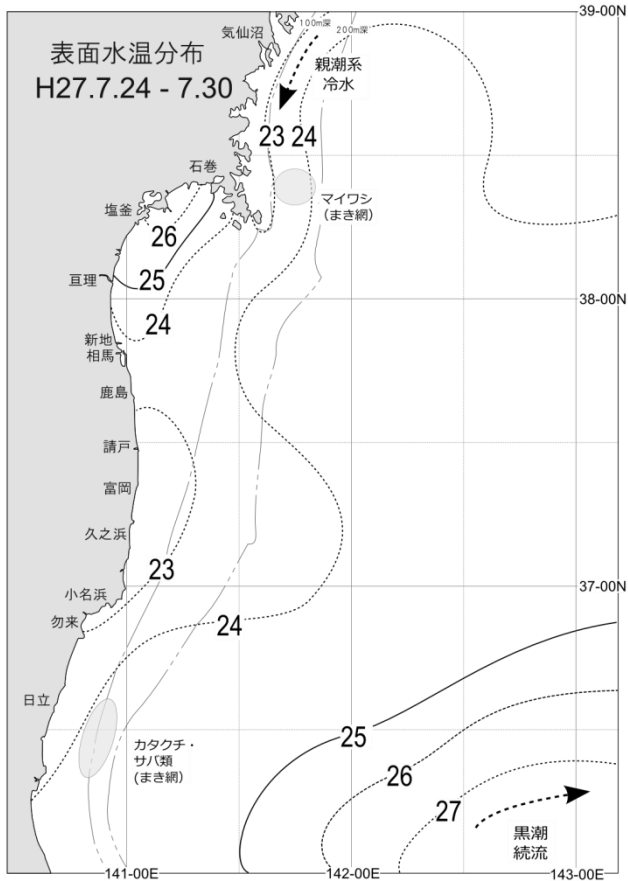 39-00N
100m深
200m深
気仙沼
表面水温分布
H27.7.24 - 7.30
親潮系
冷水
23
24
石巻
マイワシ
(まき網)
塩釜
26
25
亘理
24
38-00N
新地
相馬
鹿島
請戸
富岡
久之浜
23
37-00N
小名浜
勿来
24
日立
25
カタクチ・
サバ類
(まき網)
26
27
黒潮
続流
141-00E
142-00E
143-00E